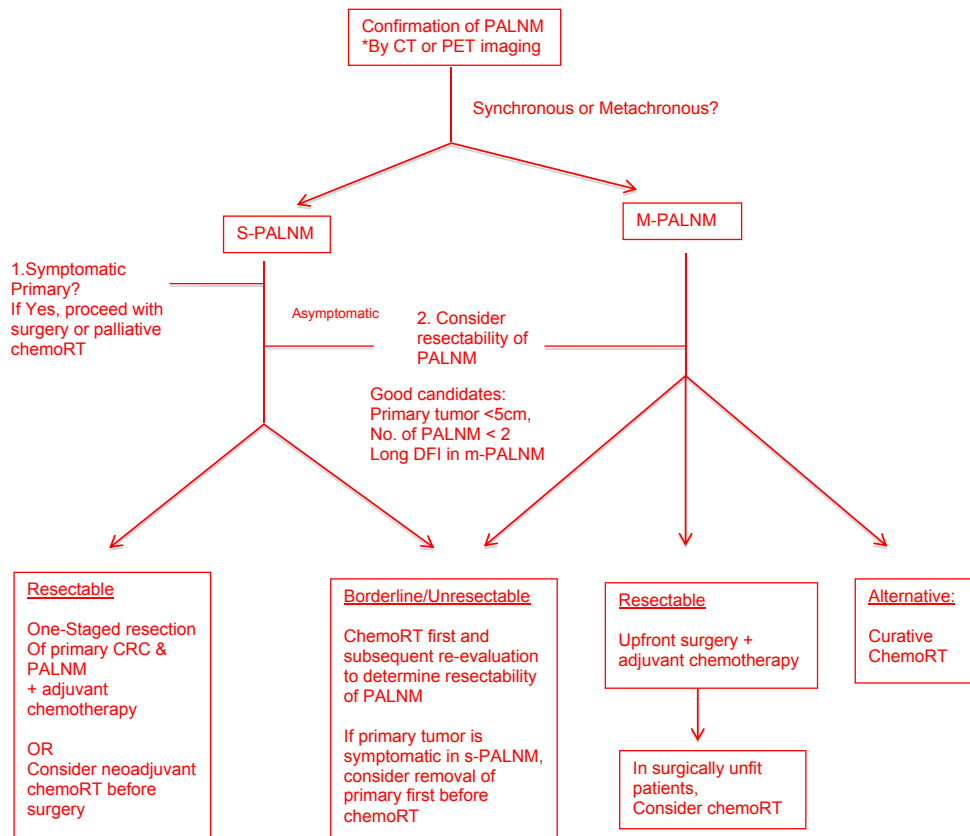 Confirmation of PALNM
*By CT or PET imaging
Synchronous or Metachronous?
S-PALNM
M-PALNM
1.Symptomatic
Primary?
If Yes, proceed with
surgery or palliative
chemoRT
Asymptomatic
2. Consider
resectability of
PALNM
Good candidates:
Primary tumor <5cm,
No. of PALNM < 2
Long DFI in m-PALNM
Resectable
One-Staged resection
Of primary CRC &
PALNM
+ adjuvant
chemotherapy
OR
Consider neoadjuvant
chemoRT before
surgery
Borderline/Unresectable
ChemoRT first and
subsequent re-evaluation
to determine resectability
of PALNM
If primary tumor is
symptomatic in s-PALNM,
consider removal of
primary first before
chemoRT
Resectable
Upfront surgery +
adjuvant chemotherapy
In surgically unfit
patients,
Consider chemoRT
Alternative:
Curative
ChemoRT